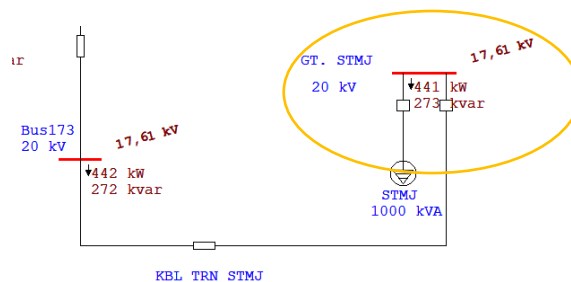 ar
17,61 kV
GT. STMJ
20 kV
441 kW
273 kvar
Bus173
20 kV
17,61 kV
442 kW
272 kvar
STMJ
1000 kVA
KBL TRN STMJ